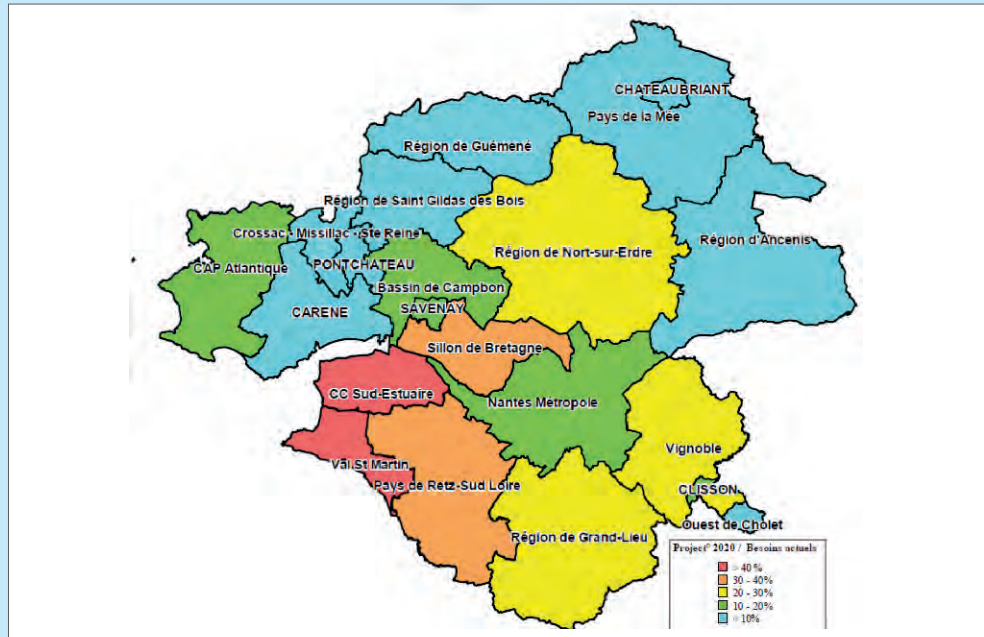 CHATEAUBRIANT
Pays de la Mée
Région de Guémené
Région de Saint Gildas des Bois
Crossac - Missillac - Ste Reine
Région d'Ancenis
Région de Nort-sur-Erdre
CAP Atlantique
PONTCHATEAU
Bassin de Campbon
SAVENAY
CARENE
Sillon de Bretagne
CC Sud-Estuaire
Nantes Métropole
Vignoble
Val St Martin
Pays de Retz-Sud Loire
CLISSON
Ouest de Cholet
Région de Grand-Lieu
Project° 2020 / Besoins actuels
> 40%
30 - 40%
20 - 30%
10 - 20%
< 10%